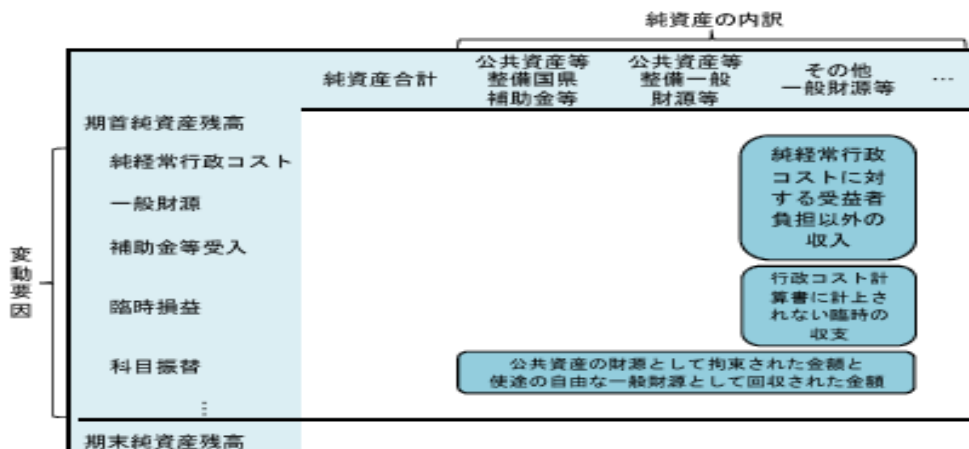 純資産の内訳
純資産合計
公共資産等
整備国県
補助金等
公共資産等
整備一般
財源等
その他
一般財源等
…
期首純資産残高
変動要因
純経常行政コスト
一般財源
補助金等受入
臨時損益
科目振替
…
純経常行政
コストに対
する受益者
負担以外の
収入
行政コスト計
算書に計上さ
れない臨時の
収支
公共資産の財源として拘束された金額と
使途の自由な一般財源として回収された金額
期末純資産残高